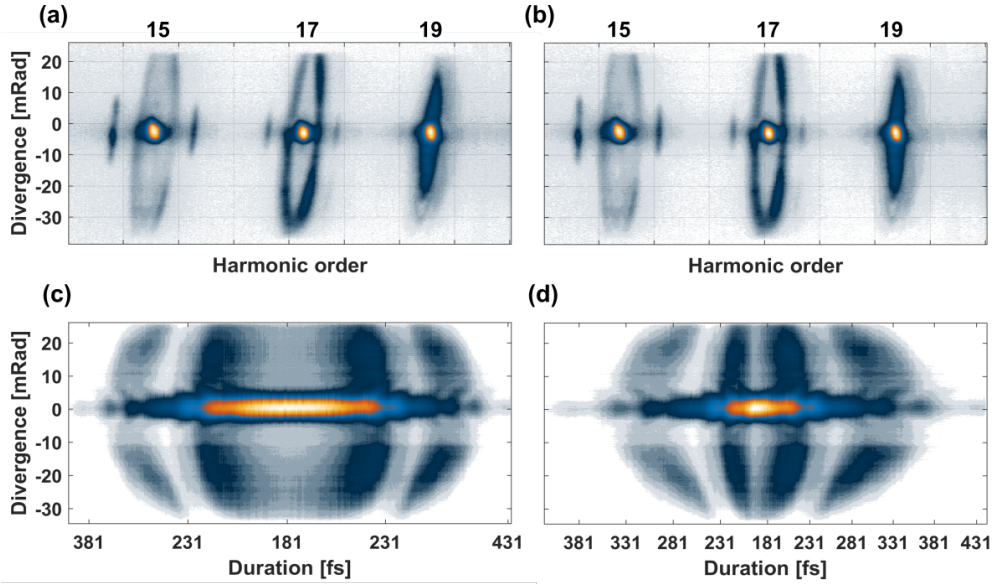 (a)
(b)
15 17 19
15 17 19
Divergence [mRad]
20
10
0
-10
-20
-30
Harmonic order
Harmonic order
(c)
(d)
Divergence [mRad]
20
10
0
-10
-20
-30
381 231 181 231 431
381 331 281 231 181 231 281 331 381 431
Duration [fs]
Duration [fs]